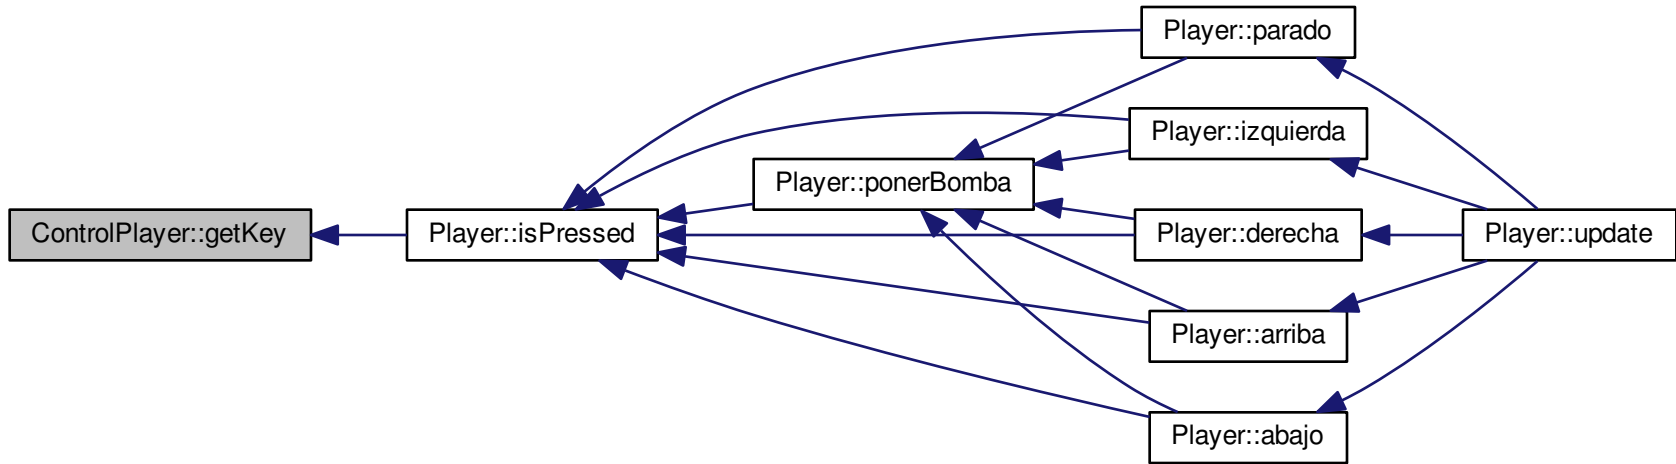 ControlPlayer::getKey
Player::isPressed
Player::ponerBomba
Player::parado
Player::izquierda
Player::derecha
Player::arriba
Player::abajo
Player::update